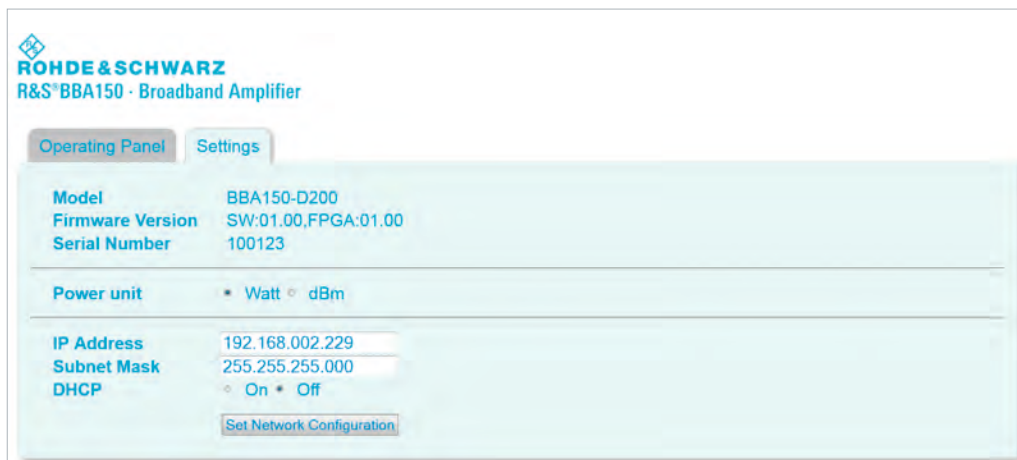 R&S
ROHDE&SCHWARZ
R&S®BBA150 · Broadband Amplifier
Operating Panel Settings
Model BBA150-D200
Firmware Version SW:01.00,FPGA:01.00
Serial Number 100123
Power unit Watt dBm
IP Address 192.168.002.229
Subnet Mask 255.255.255.000
DHCP On Off
Set Network Configuration